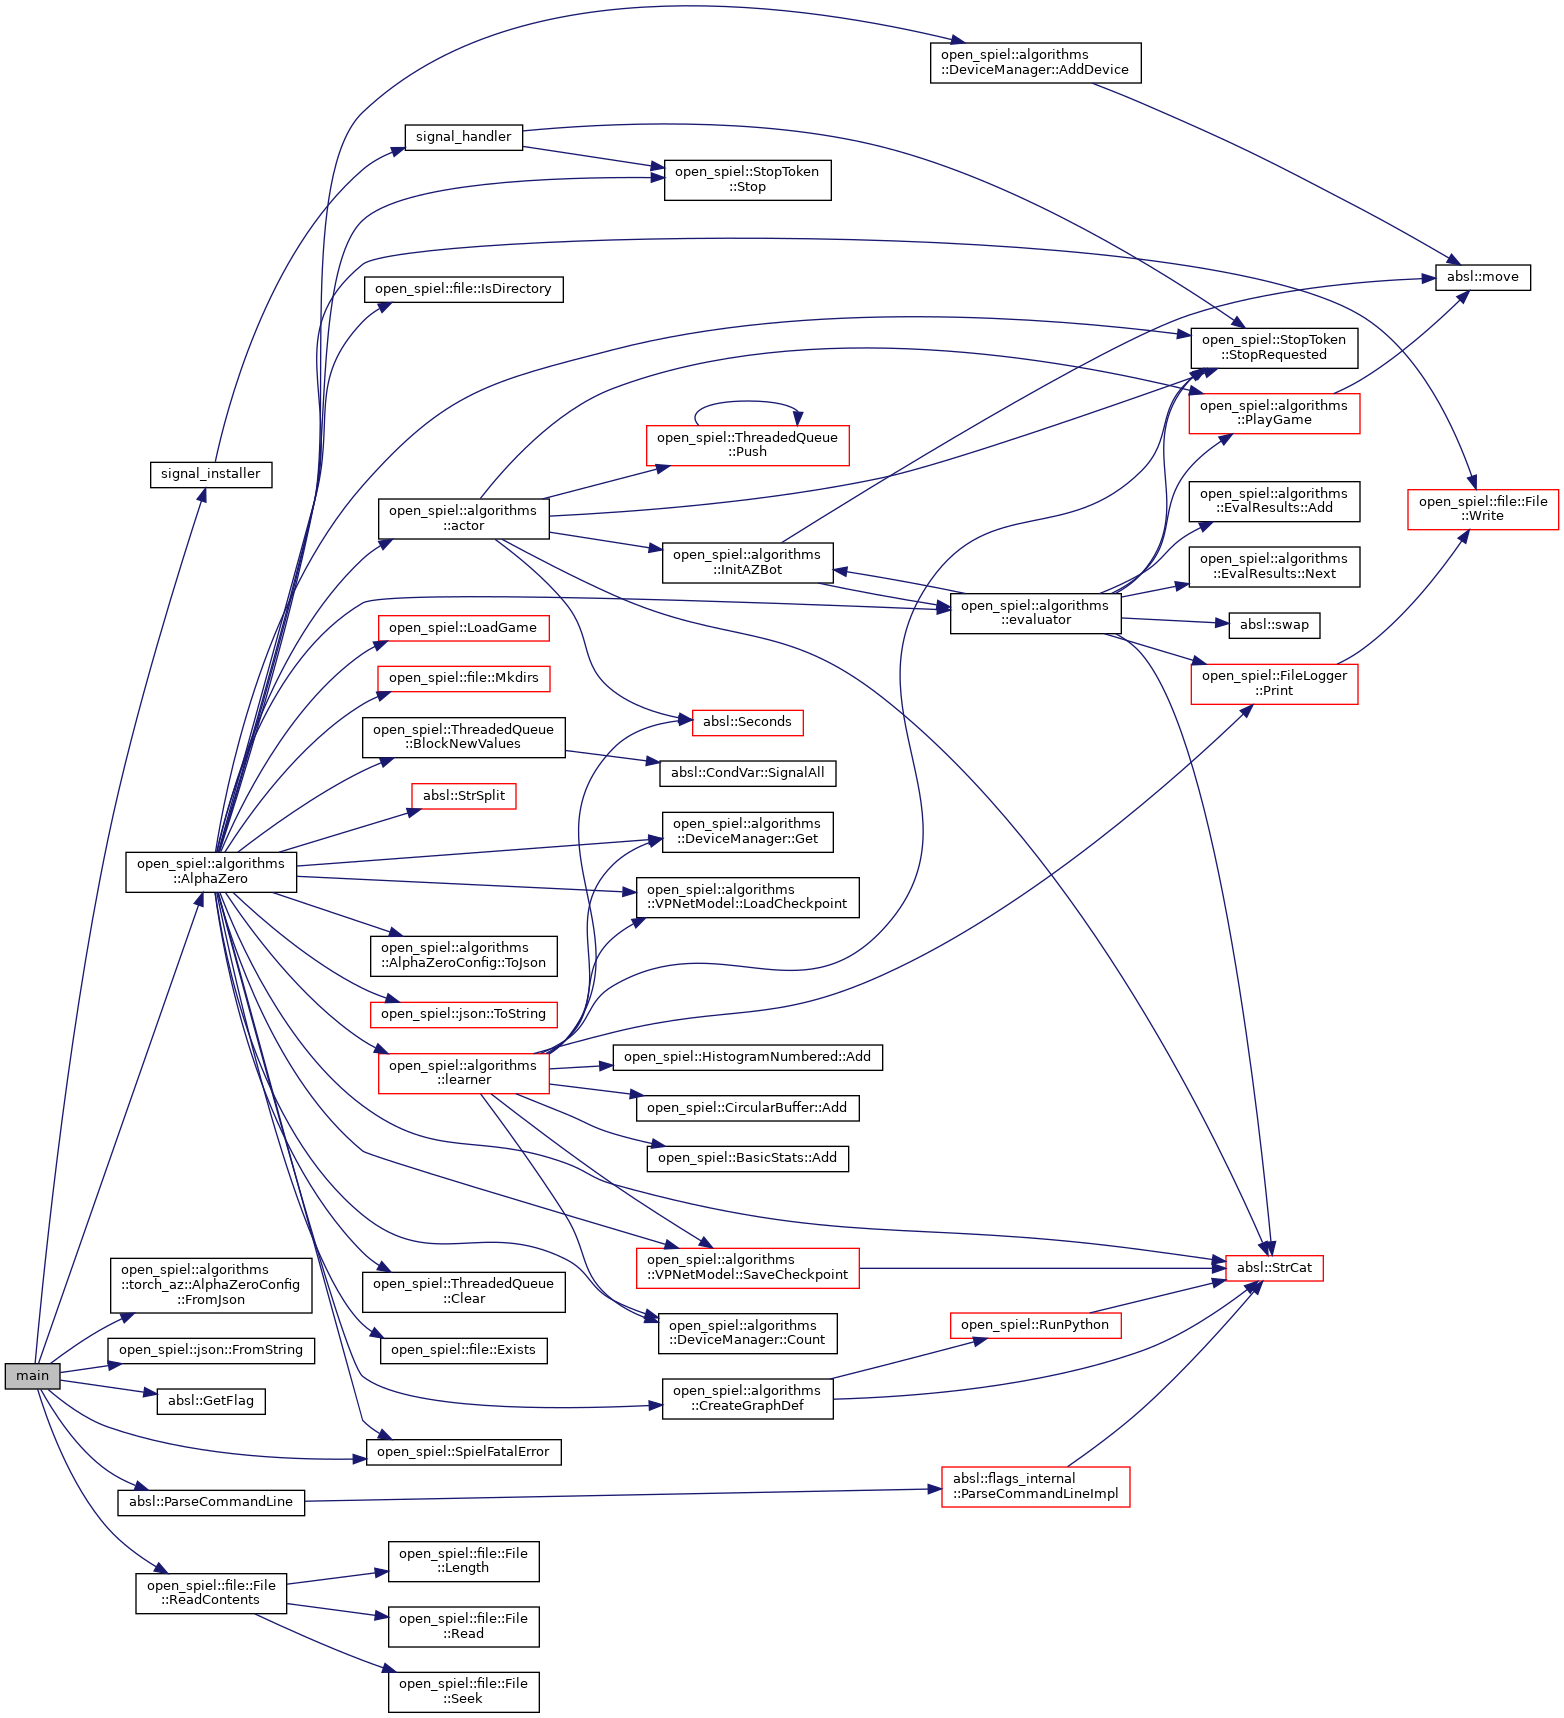 open_spiel::algorithms
::DeviceManager::AddDevice
signal_handler
open_spiel::StopToken
::Stop
absl::move
open_spiel::file::IsDirectory
open_spiel::StopToken
::StopRequested
open_spiel::algorithms
::PlayGame
open_spiel::ThreadedQueue
::Push
signal_installer
open_spiel::algorithms
::EvalResults::Add
open_spiel::file::File
::Write
open_spiel::algorithms
::actor
open_spiel::algorithms
::InitAZBot
open_spiel::algorithms
::EvalResults::Next
open_spiel::algorithms
::evaluator
absl::swap
open_spiel::LoadGame
open_spiel::file::Mkdirs
open_spiel::FileLogger
::Print
absl::Seconds
open_spiel::ThreadedQueue
::BlockNewValues
absl::CondVar::SignalAll
absl::StrSplit
open_spiel::algorithms
::DeviceManager::Get
open_spiel::algorithms
::AlphaZero
open_spiel::algorithms
::VPNetModel::LoadCheckpoint
open_spiel::algorithms
::AlphaZeroConfig::ToJson
open_spiel::json::ToString
open_spiel::algorithms
::learner
open_spiel::HistogramNumbered::Add
open_spiel::CircularBuffer::Add
open_spiel::BasicStats::Add
open_spiel::algorithms
::VPNetModel::SaveCheckpoint
absl::StrCat
open_spiel::algorithms
::torch_az::AlphaZeroConfig
::FromJson
open_spiel::ThreadedQueue
::Clear
open_spiel::algorithms
::DeviceManager::Count
open_spiel::RunPython
open_spiel::json::FromString
open_spiel::file::Exists
main
absl::GetFlag
open_spiel::algorithms
::CreateGraphDef
open_spiel::SpielFatalError
absl::ParseCommandLine
absl::flags_internal
::ParseCommandLineImpl
open_spiel::file::File
::Length
open_spiel::file::File
::ReadContents
open_spiel::file::File
::Read
open_spiel::file::File
::Seek